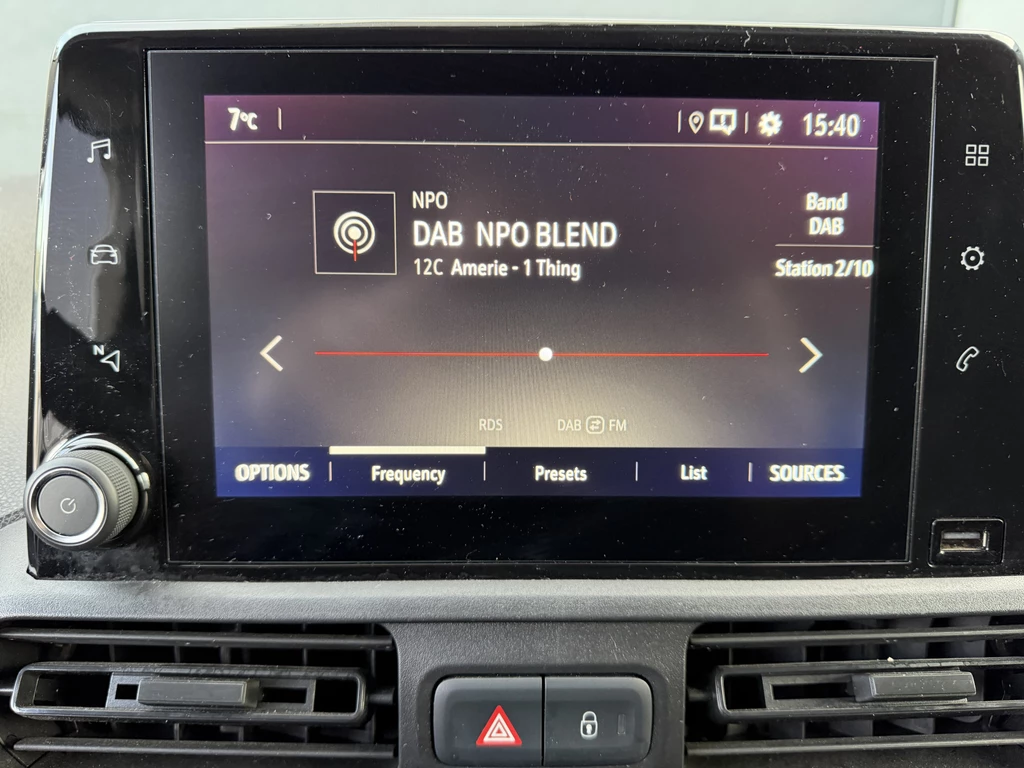 7°C
15:40
NPO
DAB NPO BLEND
12C Amerie - 1 Thing
Band
DAB
Station 2/10
N
RDS
DAB FM
OPTIONS
Frequency
Presets
List
SOURCES